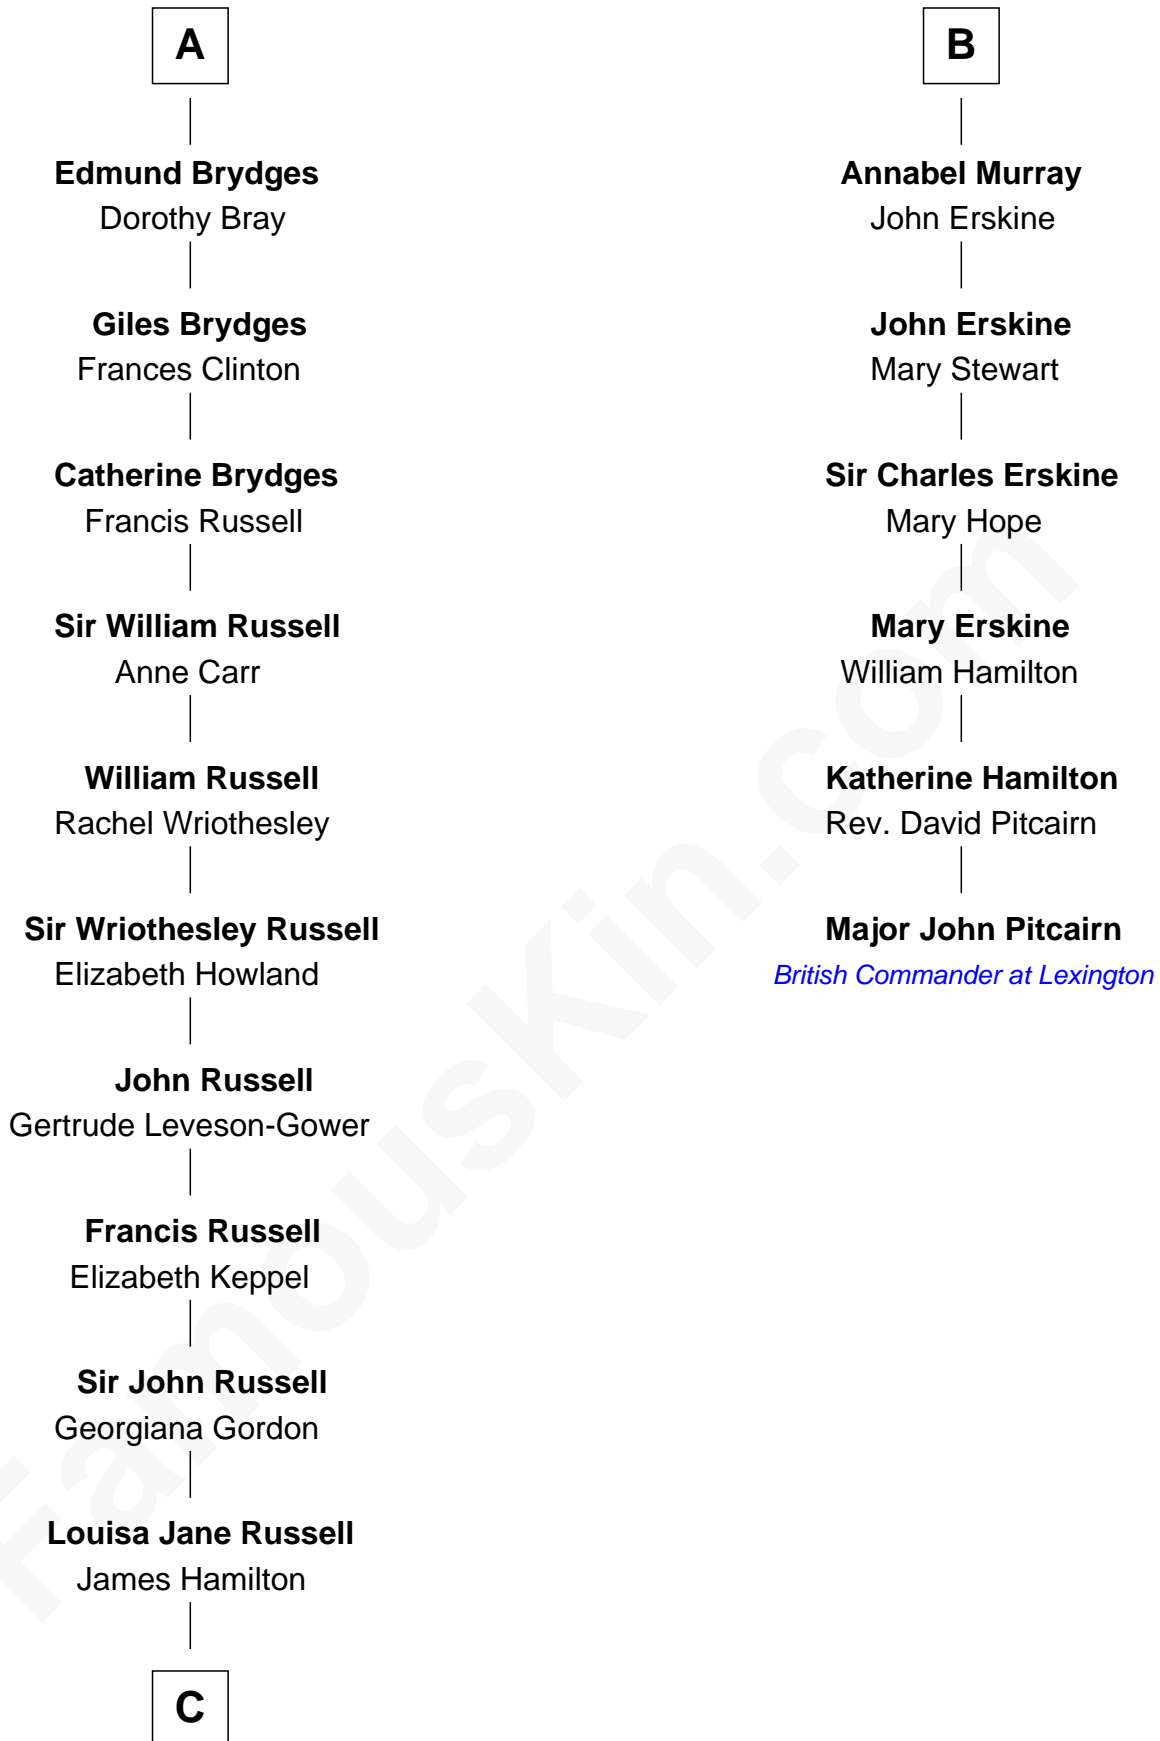 A
Edmund Brydges
Dorothy Bray
Giles Brydges
Frances Clinton
Catherine Brydges
Francis Russell
Sir William Russell
Anne Carr
William Russell
Rachel Wriothesley
Sir Wriothesley Russell
Elizabeth Howland
John Russell
Gertrude Leveson-Gower
Francis Russell
Elizabeth Keppel
Sir John Russell
Georgiana Gordon
Louisa Jane Russell
James Hamilton
C
B
Annabel Murray
John Erskine
John Erskine
Mary Stewart
Sir Charles Erskine
Mary Hope
Mary Erskine
William Hamilton
Katherine Hamilton
Rev. David Pitcairn
Major John Pitcairn
British Commander at Lexington
FamousKin.com